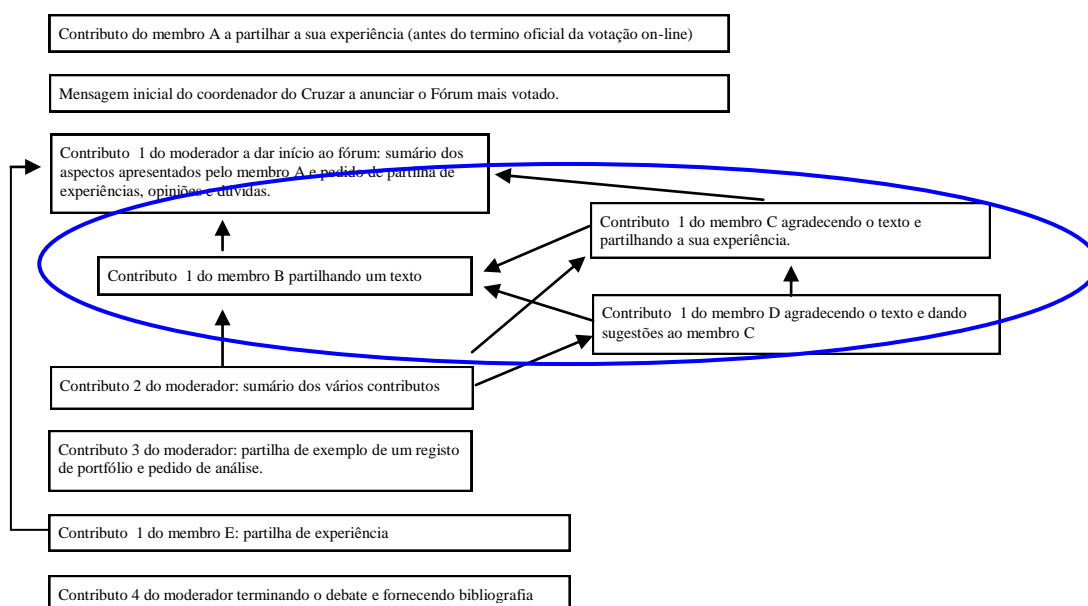 Contributo do membro A a partilhar a sua experiência (antes do termino oficial da votação on-line)
Mensagem inicial do coordenador do Cruzar a anunciar o Fórum mais votado.
Contributo 1 do moderador a dar início ao fórum: sumário dos
aspectos apresentados pelo membro A e pedido de partilha de
experiências, opiniões e dúvidas.
Contributo 1 do membro C agradecendo o texto e
partilhando a sua experiência.
Contributo 1 do membro B partilhando um texto
Contributo 1 do membro D agradecendo o texto e dando
sugestões ao membro C
Contributo 2 do moderador: sumário dos vários contributos
Contributo 3 do moderador: partilha de exemplo de um registo
de portfólio e pedido de análise.
Contributo 1 do membro E: partilha de experiência
Contributo 4 do moderador terminando o debate e fornecendo bibliografia